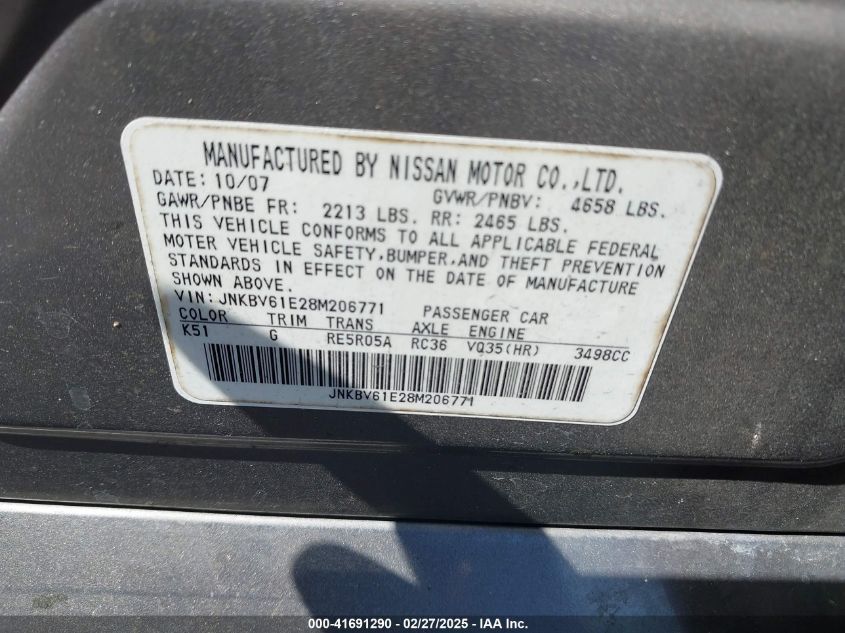 MANUFACTURED BY NISSAN MOTOR CO.,LTD.
DATE: 10/07 GVWR/PNBV: 4658 LBS.
GAWR/PNBE FR: 2213 LBS. RR: 2465 LBS.
THIS VEHICLE CONFORMS TO ALL APPLICABLE FEDERAL
MOTER VEHICLE SAFETY,BUMPER,AND THEFT PREVENTION
STANDARDS IN EFFECT ON THE DATE OF MANUFACTURE
SHOWN ABOVE.
VIN: JNKBV61E28M206771 PASSENGER CAR
COLOR TRIM TRANS AXLE ENGINE
K51 G RE5R05A RC36 VQ35(HR) 3498CC
JNKBV61E28M206771
000-41691290 - 02/27/2025 - IAA Inc.